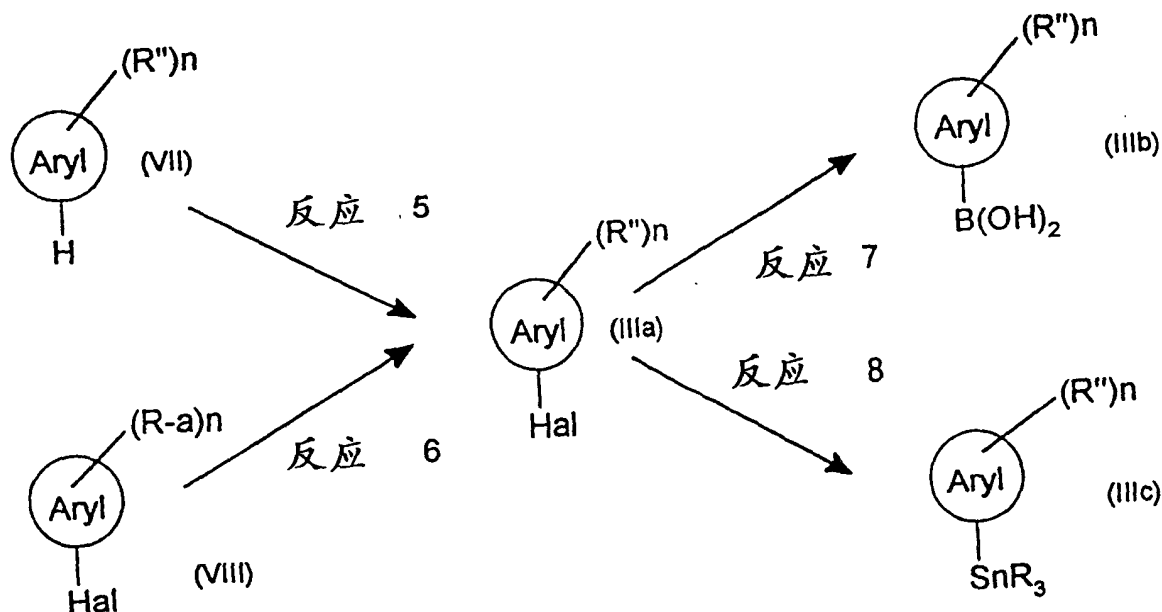 (R")n
Aryl
(VII)
H
反应 5
(R-a)n
Aryl
Hal
(VIII)
反应 6
(R")n
Aryl
(IIIa)
Hal
反应 7
反应 8
(R")n
Aryl
(IIIb)
B(OH)₂
(R")n
Aryl
(IIIc)
SnR₃